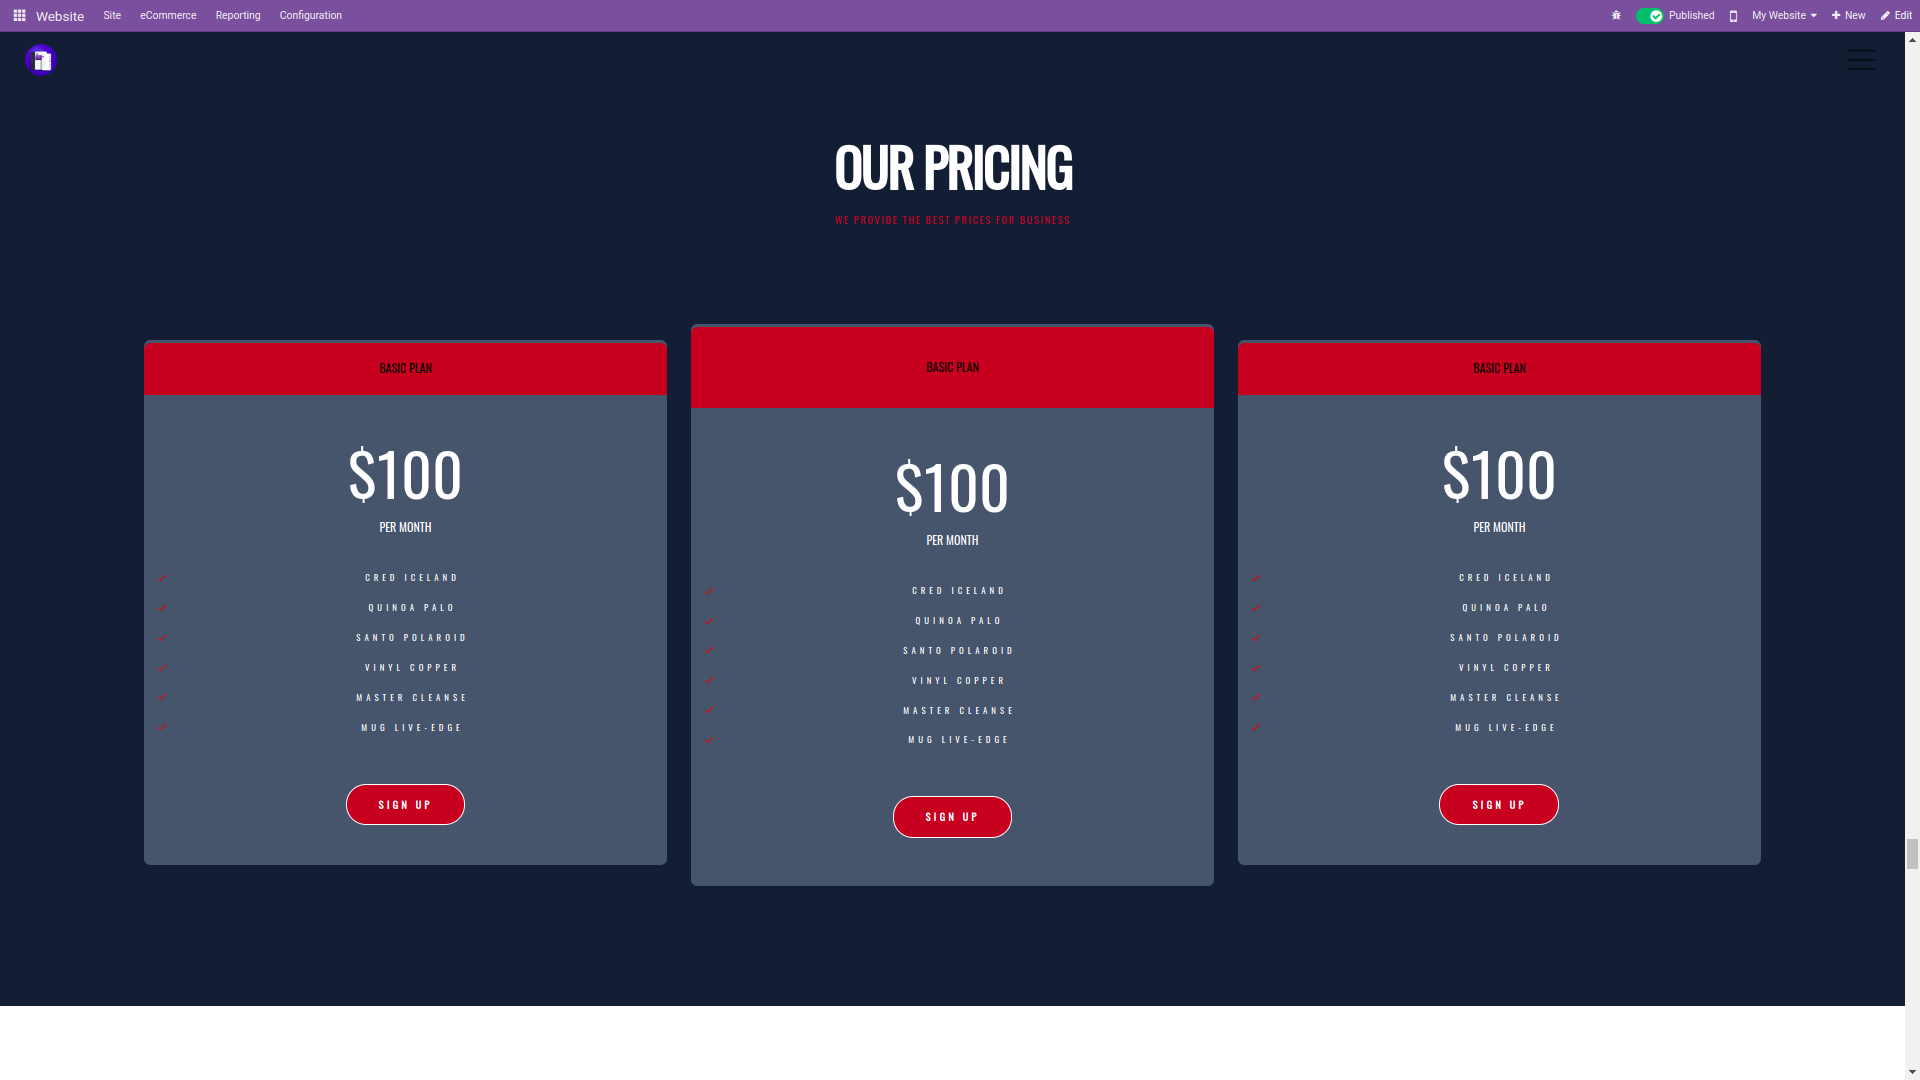 Website Site eCommerce Reporting Configuration Published My Website New Edit
OUR PRICING
WE PROVIDE THE BEST PRICES FOR BUSINESS
BASIC PLAN
$100
PER MONTH
CRED ICELAND
QUINOA PALO
SANTO POLAROID
VINYL COPPER
MASTER CLEANSE
MUG LIVE-EDGE
SIGN UP
BASIC PLAN
$100
PER MONTH
CRED ICELAND
QUINOA PALO
SANTO POLAROID
VINYL COPPER
MASTER CLEANSE
MUG LIVE-EDGE
SIGN UP
BASIC PLAN
$100
PER MONTH
CRED ICELAND
QUINOA PALO
SANTO POLAROID
VINYL COPPER
MASTER CLEANSE
MUG LIVE-EDGE
SIGN UP